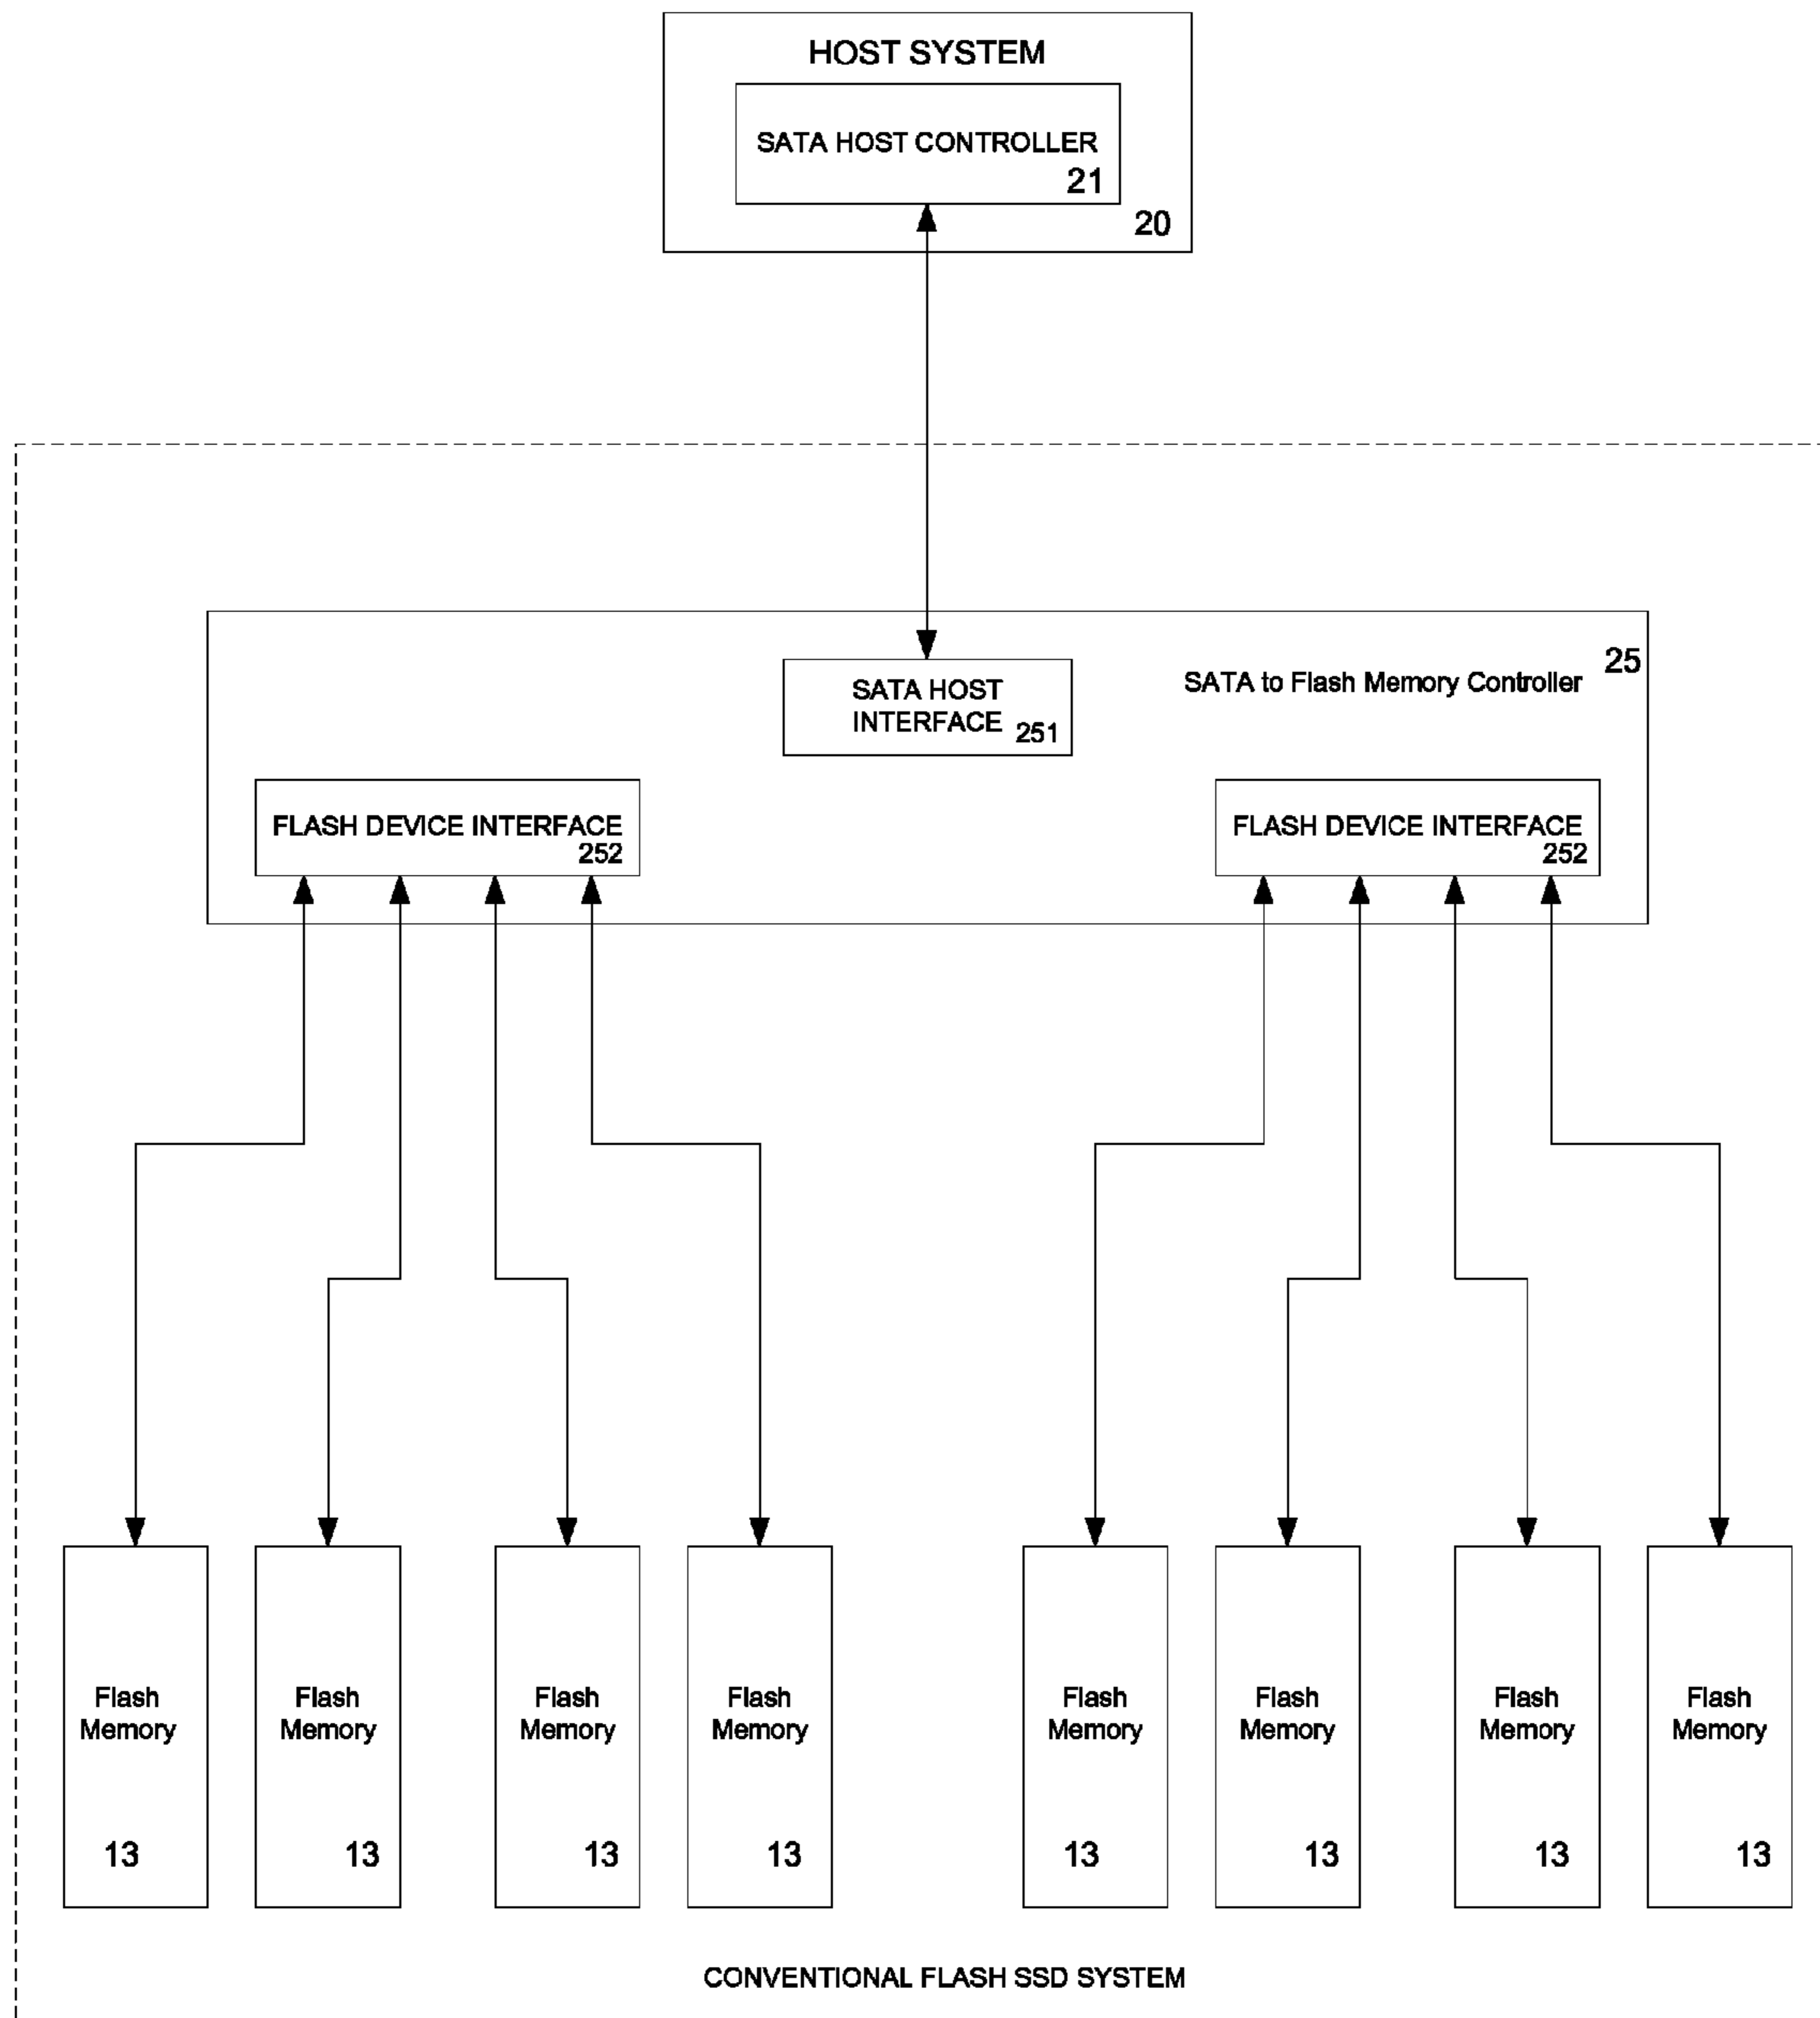 HOST SYSTEM
SATA HOST CONTROLLER
21
20
SATA HOST
INTERFACE 251
SATA to Flash Memory Controller
25
FLASH DEVICE INTERFACE
252
FLASH DEVICE INTERFACE
252
Flash
Memory
13
Flash
Memory
13
Flash
Memory
13
Flash
Memory
13
Flash
Memory
13
Flash
Memory
13
Flash
Memory
13
Flash
Memory
13
CONVENTIONAL FLASH SSD SYSTEM